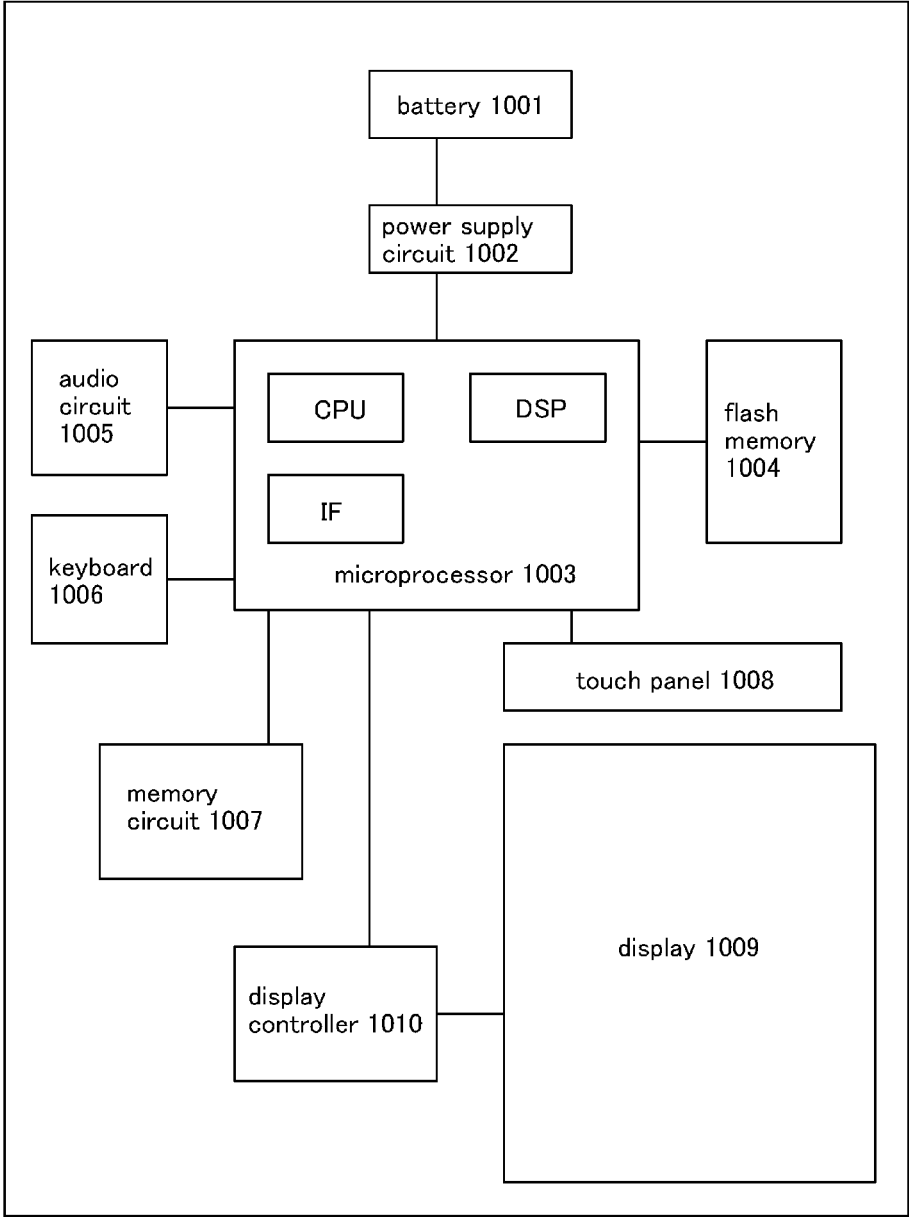 battery 1001
power supply
circuit 1002
audio
circuit
1005
CPU
DSP
flash
memory
1004
IF
keyboard
1006
microprocessor 1003
touch panel 1008
memory
circuit 1007
display 1009
display
controller 1010